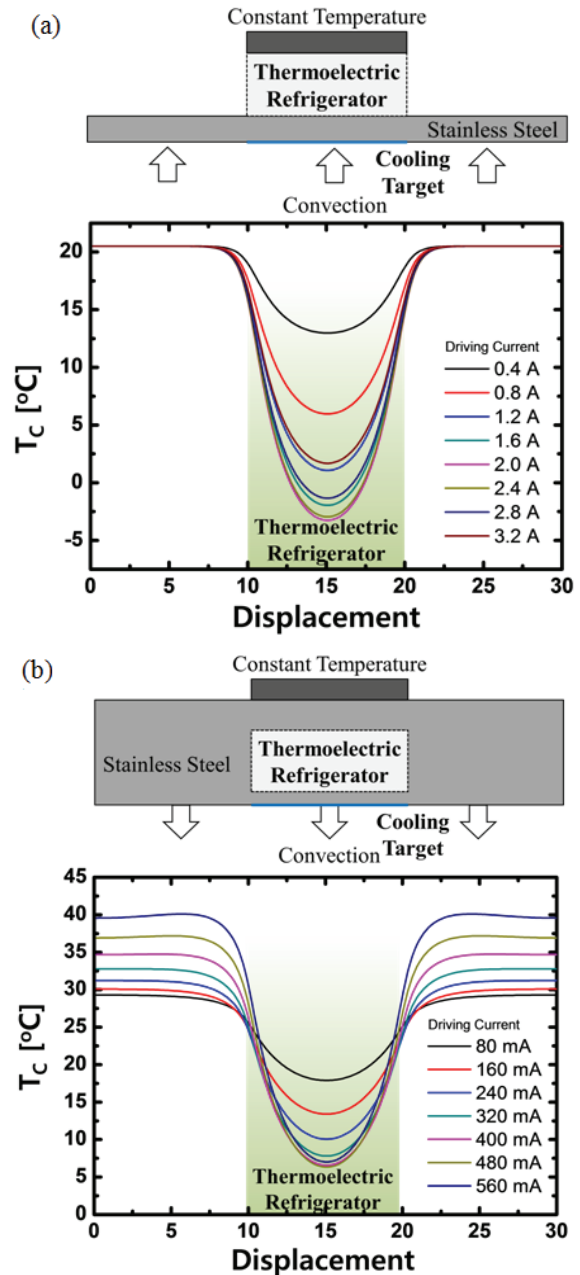 (a)
Constant Temperature
Thermoelectric
Refrigerator
Stainless Steel
Cooling
Target
Convection
20
15
10
5
0
-5
T_C [°C]
Driving Current
0.4 A
0.8 A
1.2 A
1.6 A
2.0 A
2.4 A
2.8 A
3.2 A
Thermoelectric
Refrigerator
0 5 10 15 20 25 30
Displacement
(b)
Constant Temperature
Stainless Steel
Thermoelectric
Refrigerator
Cooling
Target
Convection
45
40
35
30
25
20
15
10
5
0
T_C [°C]
Driving Current
80 mA
160 mA
240 mA
320 mA
400 mA
480 mA
560 mA
Thermoelectric
Refrigerator
0 5 10 15 20 25 30
Displacement